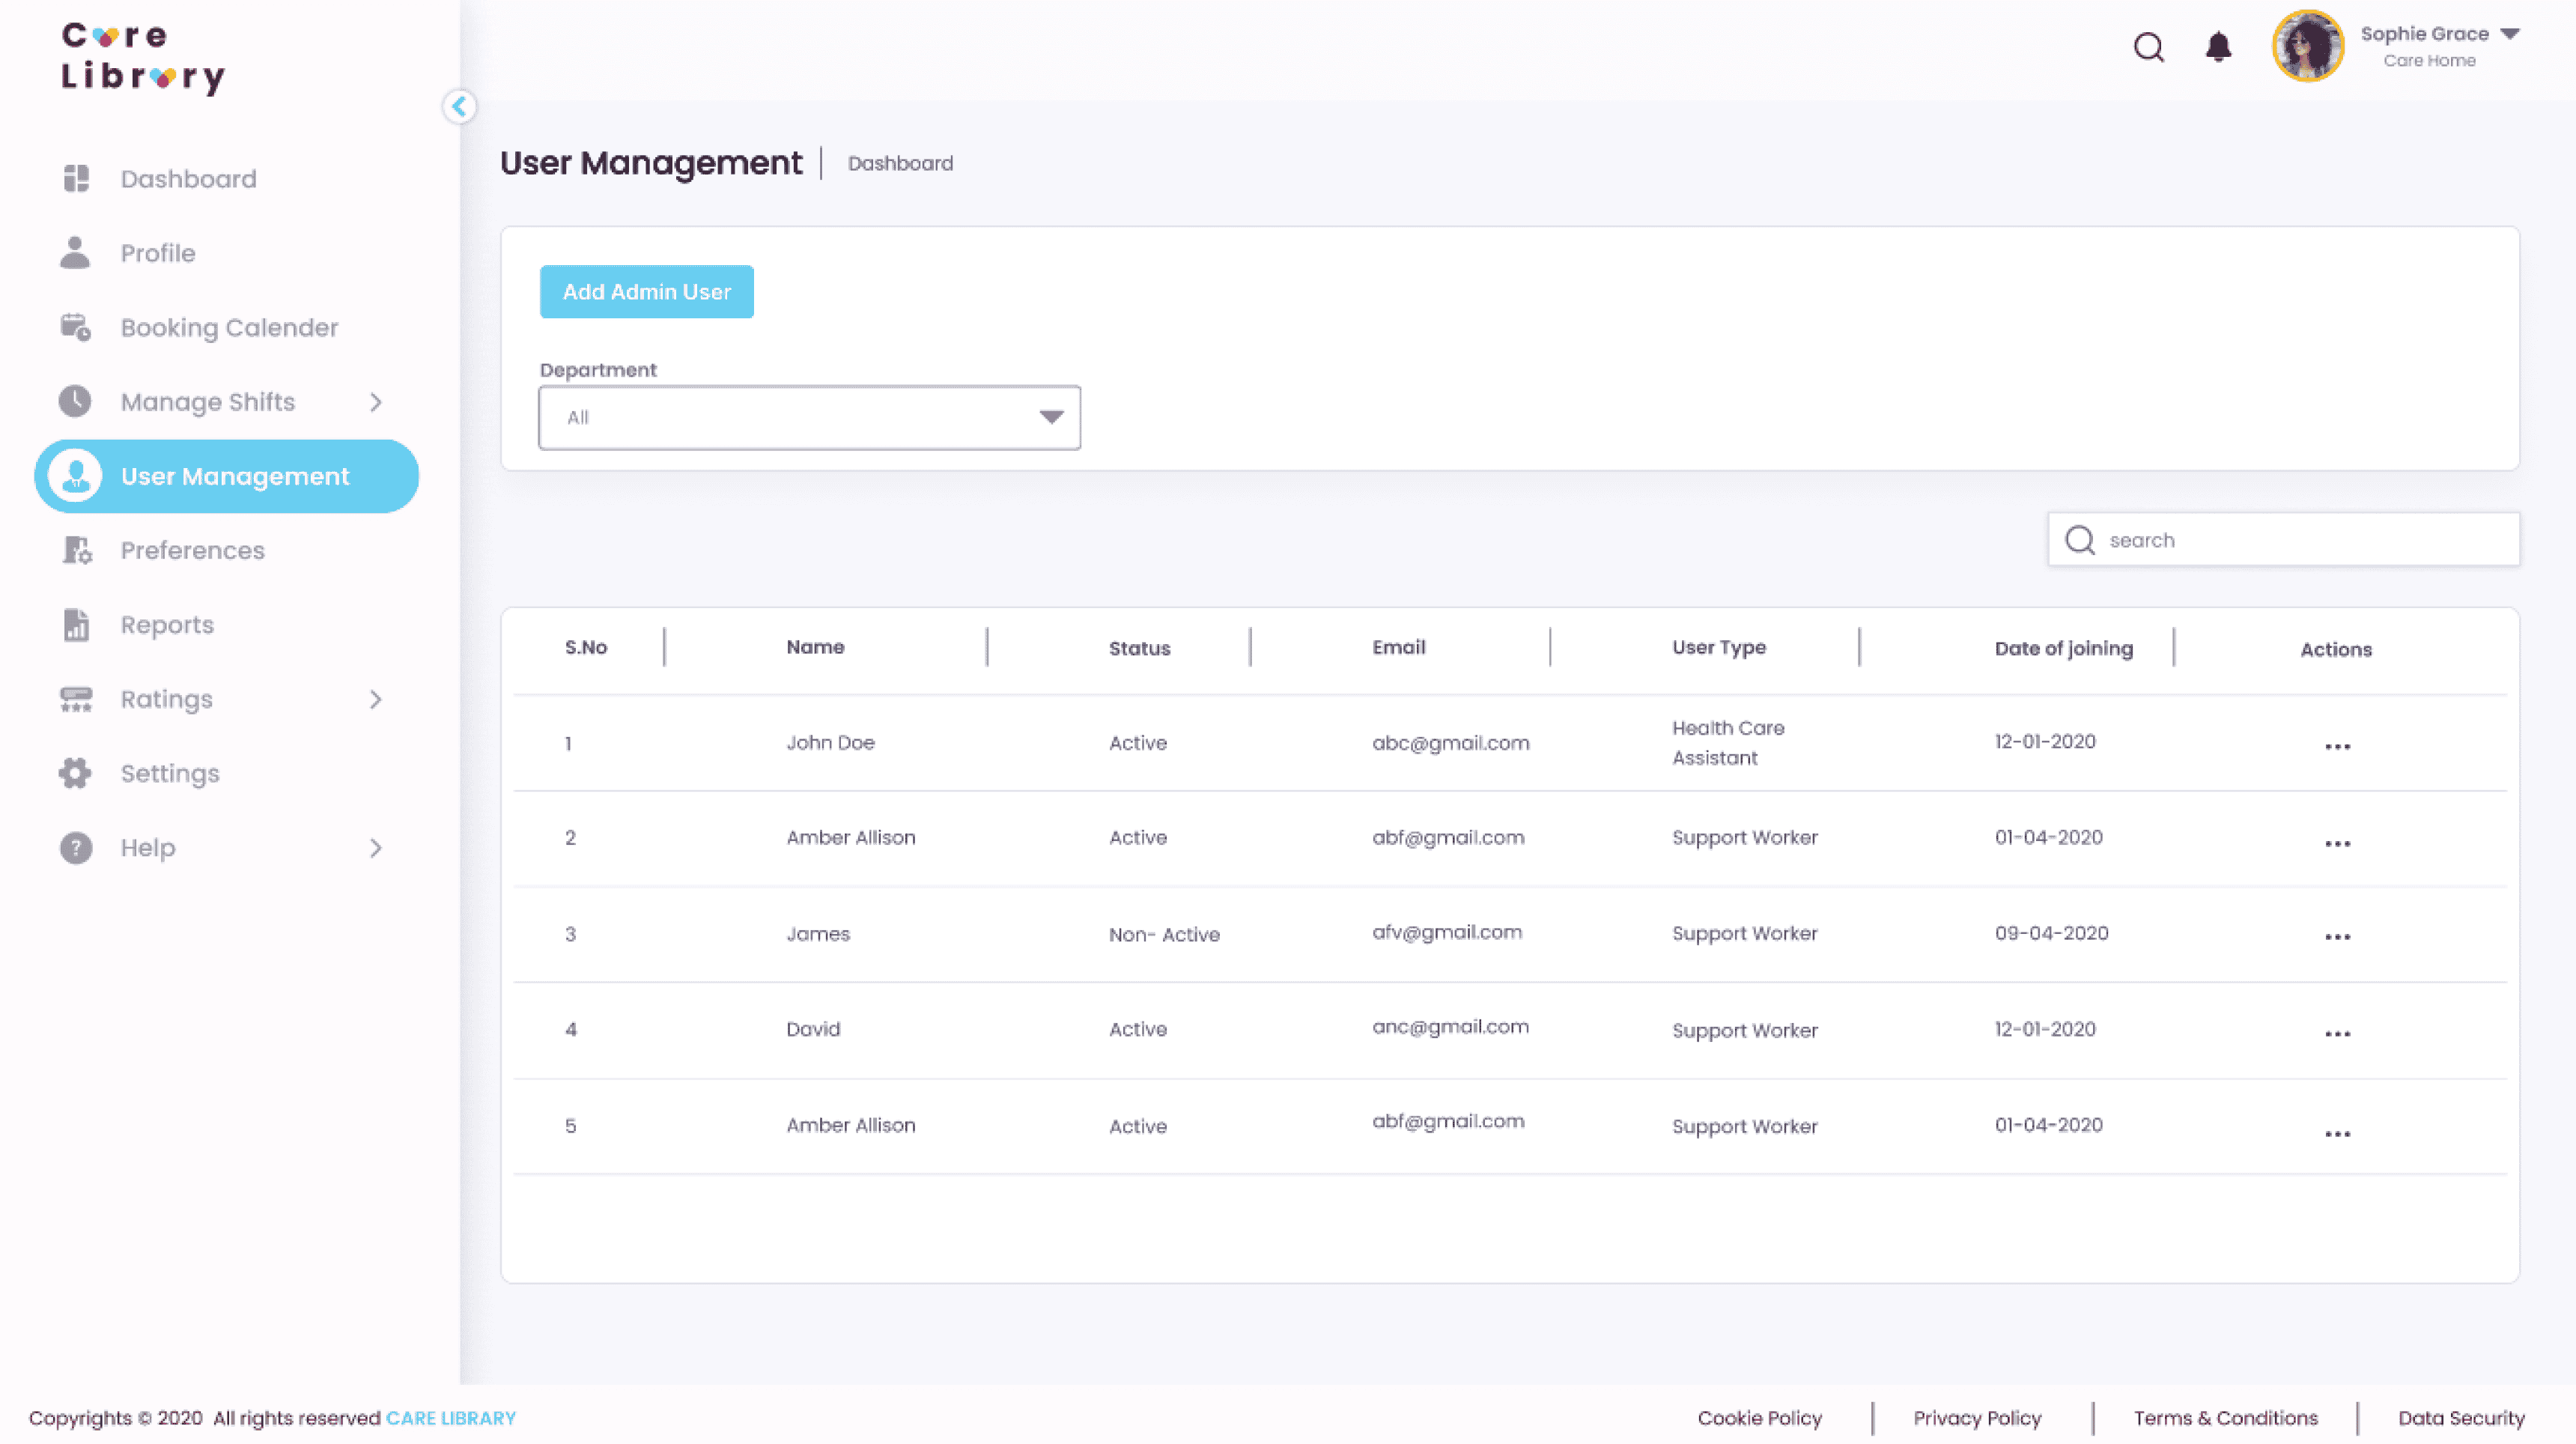 Care
Library
Sophie Grace
Care Home
Dashboard
Profile
Booking Calender
Manage Shifts
User Management
Preferences
Reports
Ratings
Settings
Help
User Management | Dashboard
Add Admin User
Department
All
search
S.No Name Status Email User Type Date of joining Actions
1 John Doe Active abc@gmail.com Health Care Assistant 12-01-2020 ...
2 Amber Allison Active abf@gmail.com Support Worker 01-04-2020 ...
3 James Non- Active afv@gmail.com Support Worker 09-04-2020 ...
4 David Active anc@gmail.com Support Worker 12-01-2020 ...
5 Amber Allison Active abf@gmail.com Support Worker 01-04-2020 ...
Copyrights © 2020 All rights reserved CARE LIBRARY
Cookie Policy | Privacy Policy | Terms & Conditions | Data Security